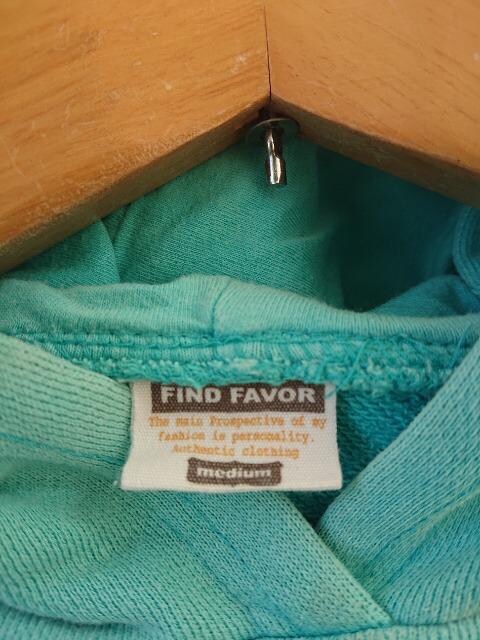 FIND FAVOR
The main Prospective of my
fashion is personality.
Authentic clothing
medium